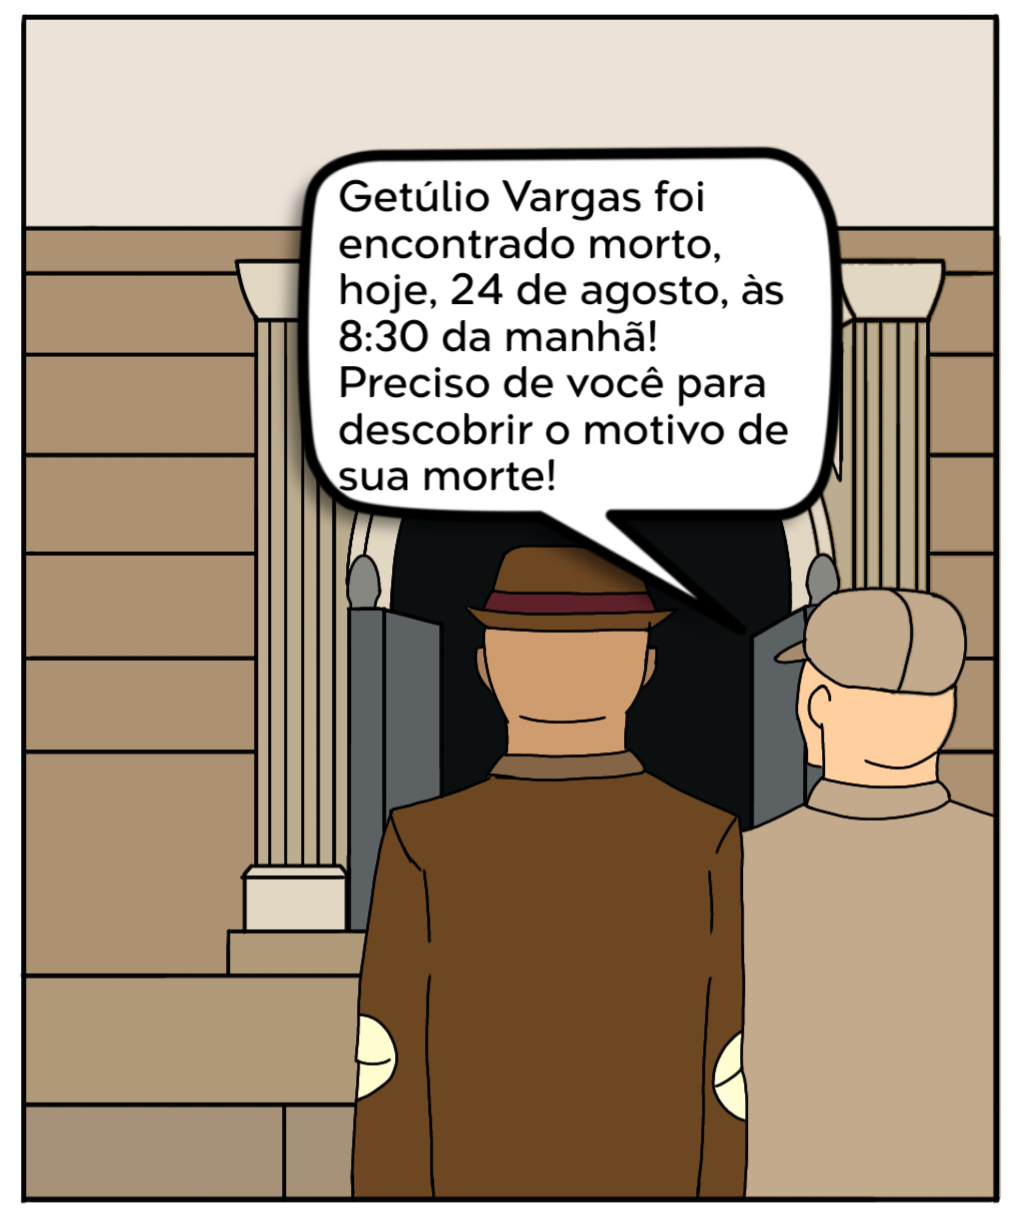 Getúlio Vargas foi
encontrado morto,
hoje, 24 de agosto, às
8:30 da manhã!
Preciso de você para
descobrir o motivo de
sua morte!